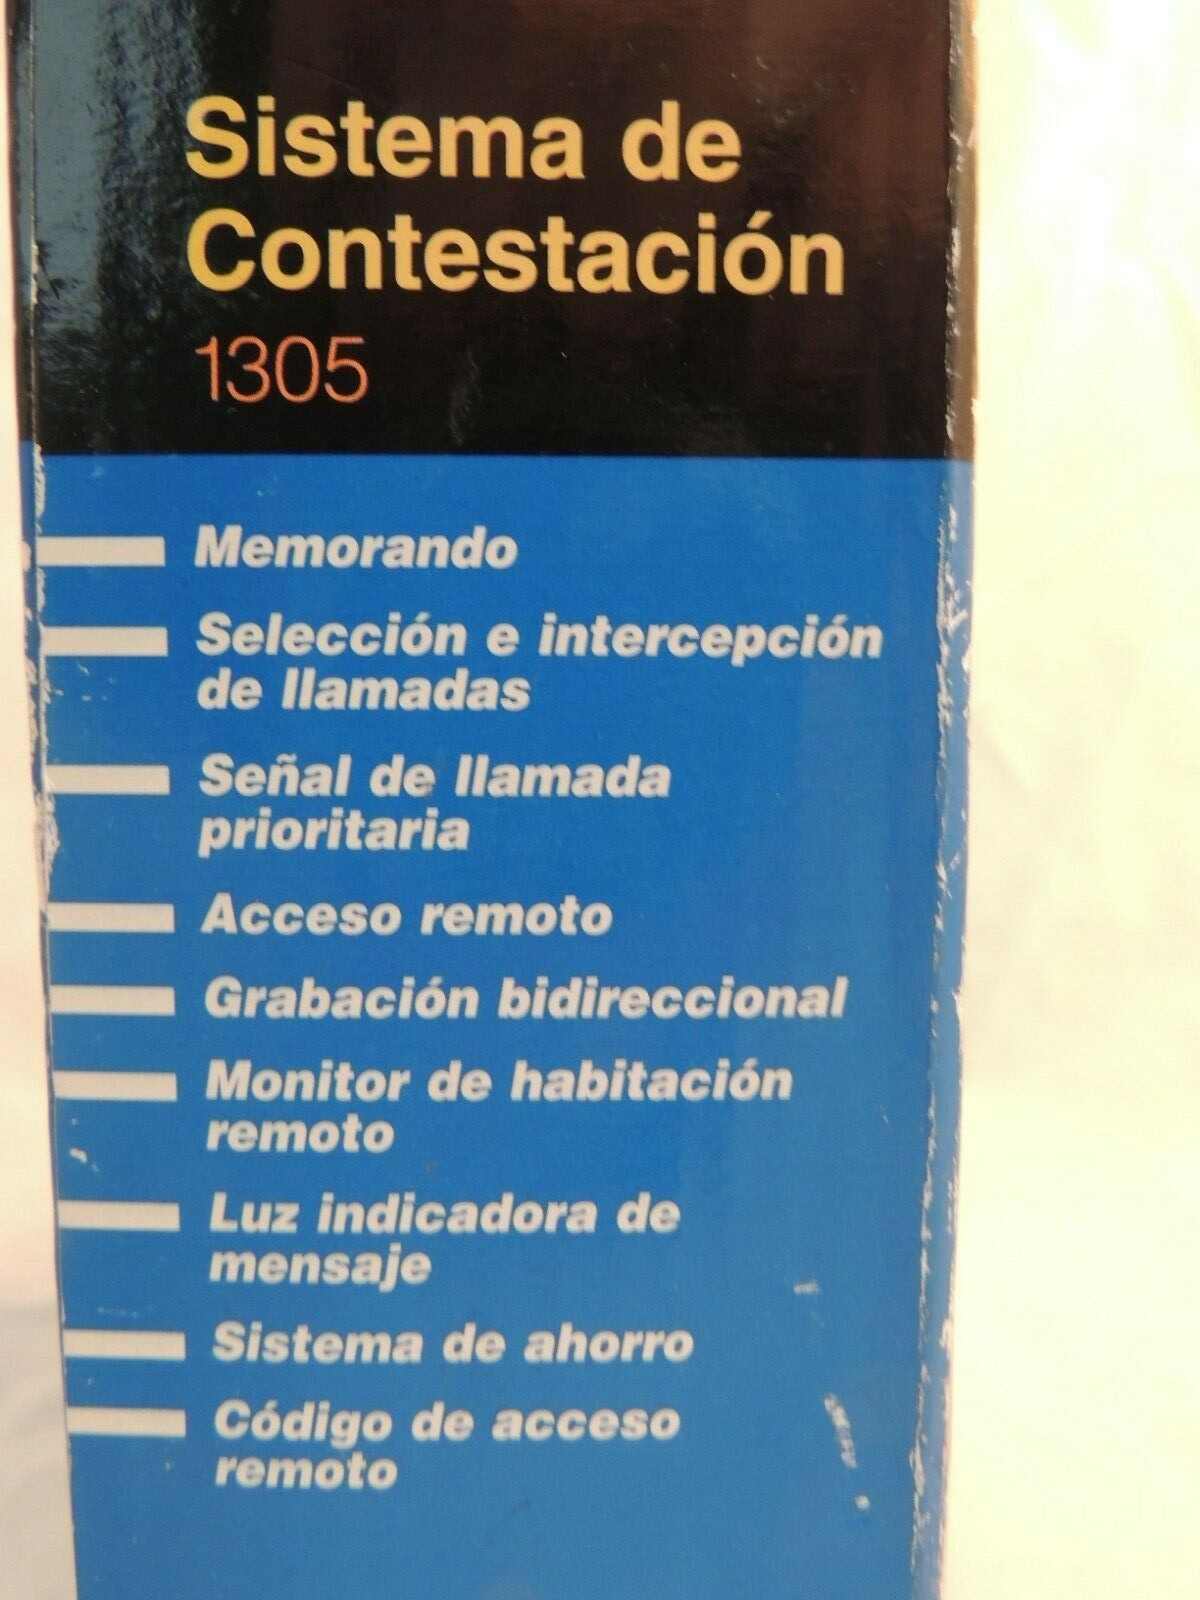 Sistema de
Contestación
1305
Memorando
Selección e intercepción
de llamadas
Señal de llamada
prioritaria
Acceso remoto
Grabación bidireccional
Monitor de habitación
remoto
Luz indicadora de
mensaje
Sistema de ahorro
Código de acceso
remoto